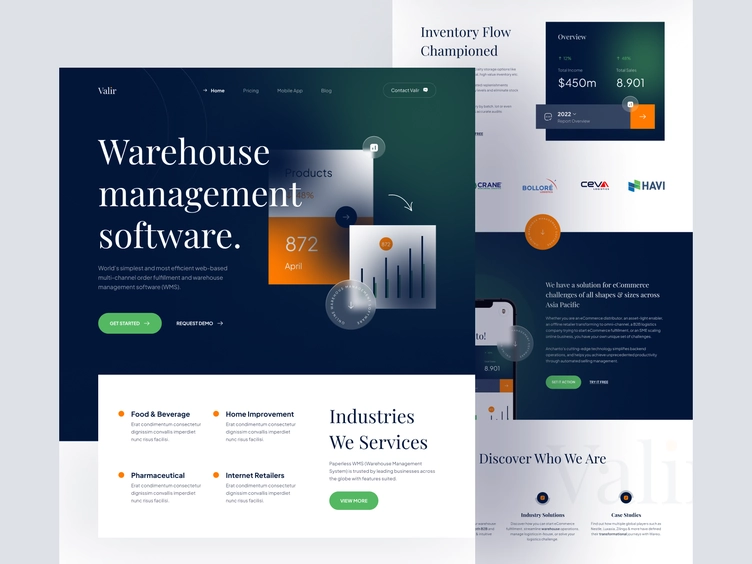 Valir
Home
Pricing
Mobile App
Blog
Contact Valir
Warehouse
management
software.
World's simplest and most efficient web-based
multi-channel order fulfillment and warehouse
management software (WMS).
GET STARTED
REQUEST DEMO
Products
872
April
872
Food & Beverage
Erat condimentum consectetur
dignissim convallis imperdiet
nunc risus facilisi.
Home Improvement
Erat condimentum consectetur
dignissim convallis imperdiet
nunc risus facilisi.
Pharmaceutical
Erat condimentum consectetur
dignissim convallis imperdiet
nunc risus facilisi.
Internet Retailers
Erat condimentum consectetur
dignissim convallis imperdiet
nunc risus facilisi.
Industries
We Services
Paperless WMS (Warehouse Management
System) is trusted by leading businesses across
the globe with features suited.
VIEW MORE
Inventory Flow
Championed
Overview
Total Income
$450m
Total Sales
8.901
2022
Report Overview
CRANE
BOLLORÉ
LOGISTICS
CEVA
LOGISTICS
HAVI
We have a solution for eCommerce
challenges of all shapes & sizes across
Asia Pacific
GET IT ACTION
TRY IT FREE
8.901
Valir
Discover Who We Are
Industry Solutions
Case Studies